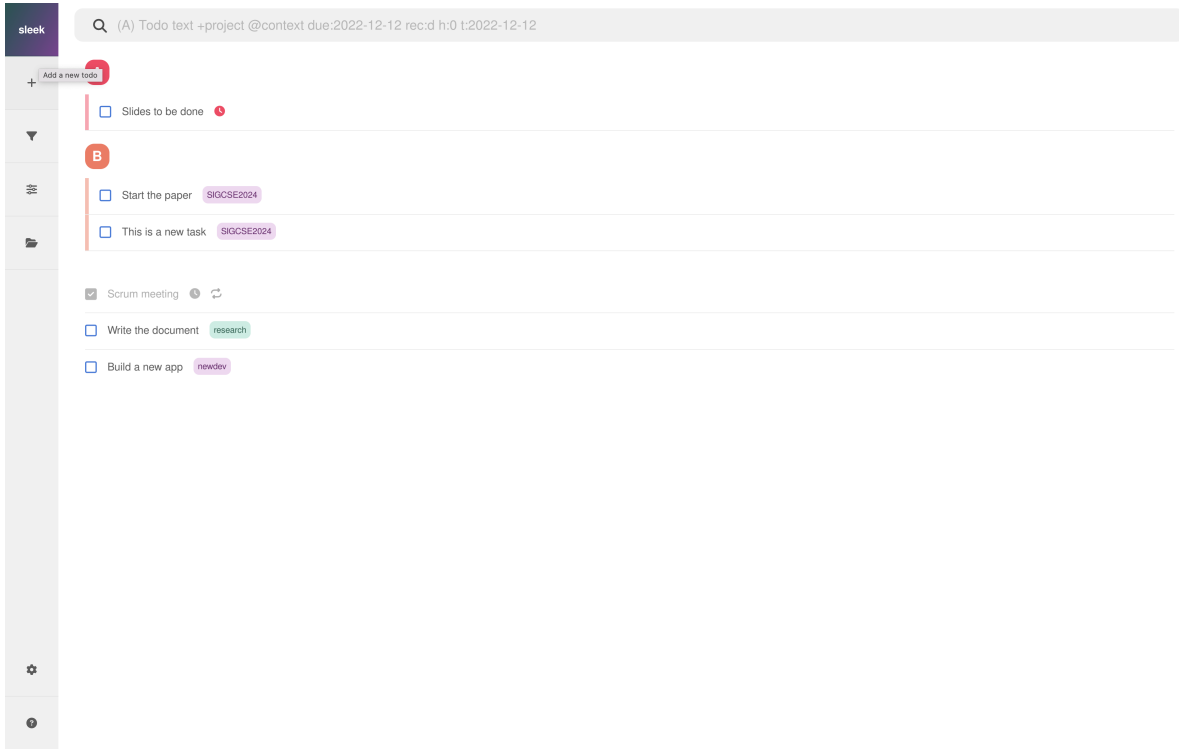 sleek
(A) Todo text +project @context due:2022-12-12 rec:d h:0 t:2022-12-12
Add a new todo
Slides to be done
B
Start the paper SIGCSE2024
This is a new task SIGCSE2024
Scrum meeting
Write the document research
Build a new app newdev